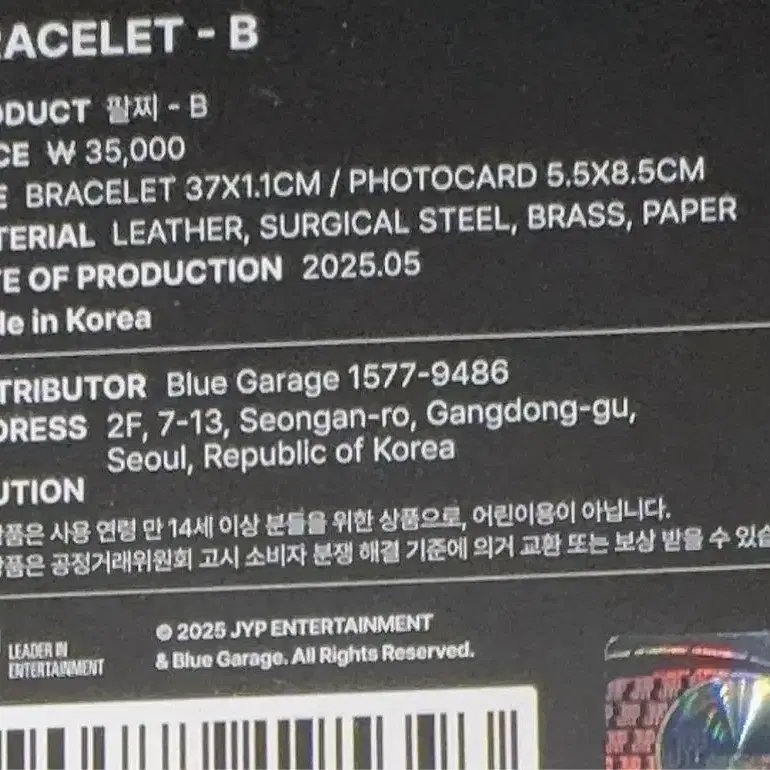 RACELET - B
ODUCT 팔찌 - B
CE ₩ 35,000
E BRACELET 37X1.1CM / PHOTOCARD 5.5X8.5CM
TERIAL LEATHER, SURGICAL STEEL, BRASS, PAPER
TE OF PRODUCTION 2025.05
de in Korea
TRIBUTOR Blue Garage 1577-9486
DRESS 2F, 7-13, Seongan-ro, Gangdong-gu,
Seoul, Republic of Korea
UTION
상품은 사용 연령 만 14세 이상 분들을 위한 상품으로, 어린이용이 아닙니다.
상품은 공정거래위원회 고시 소비자 분쟁 해결 기준에 의거 교환 또는 보상 받을 수 있습
LEADER IN
ENTERTAINMENT
© 2025 JYP ENTERTAINMENT
& Blue Garage. All Rights Reserved.